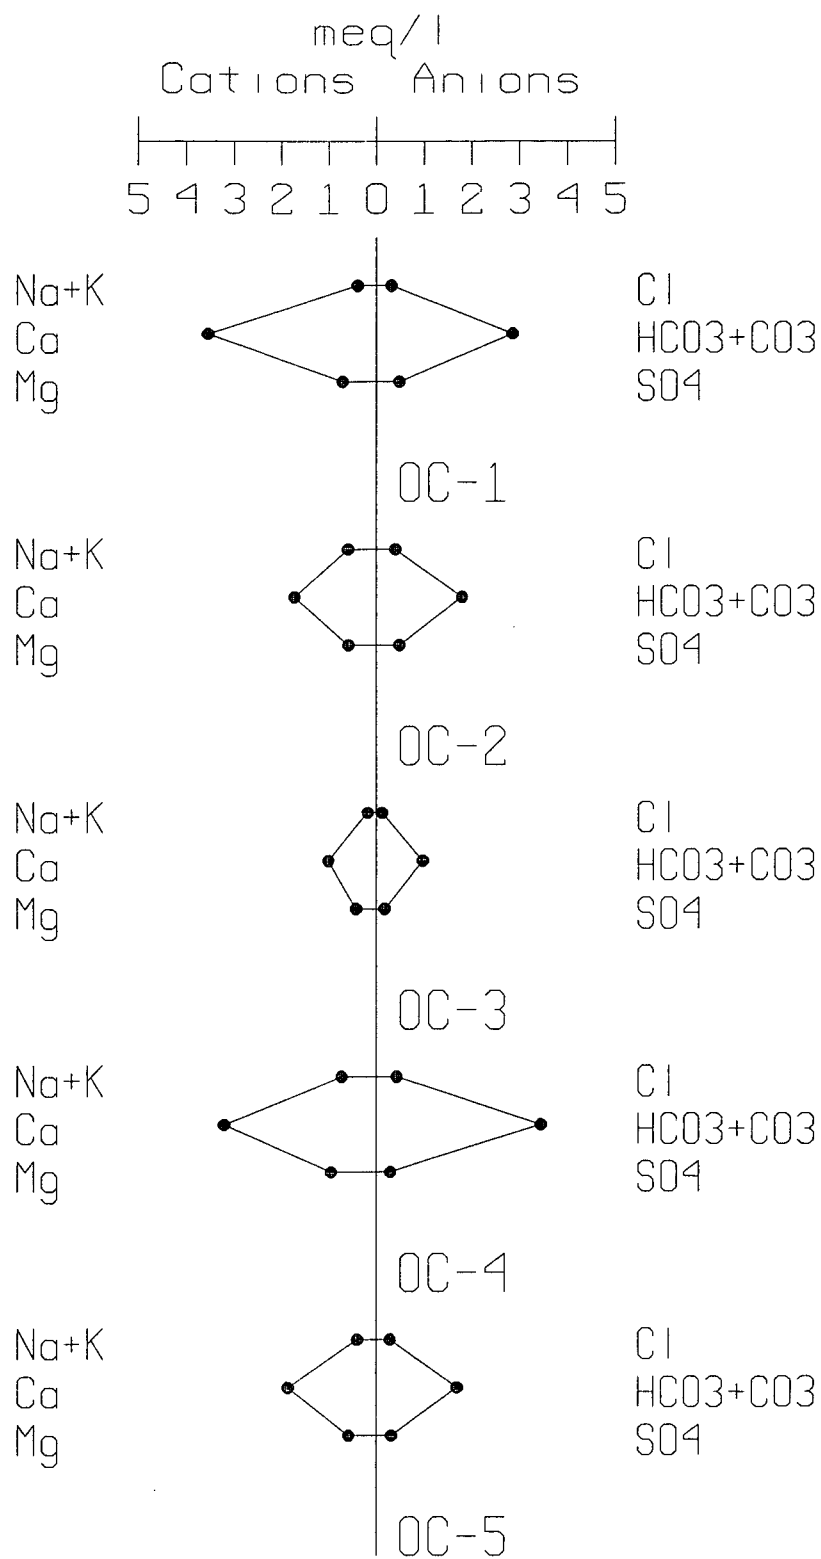 meq/l
Cations Anions
5 4 3 2 1 0 1 2 3 4 5
Na+K Cl
Ca HCO3+CO3
Mg SO4
OC-1
Na+K Cl
Ca HCO3+CO3
Mg SO4
OC-2
Na+K Cl
Ca HCO3+CO3
Mg SO4
OC-3
Na+K Cl
Ca HCO3+CO3
Mg SO4
OC-4
Na+K Cl
Ca HCO3+CO3
Mg SO4
OC-5